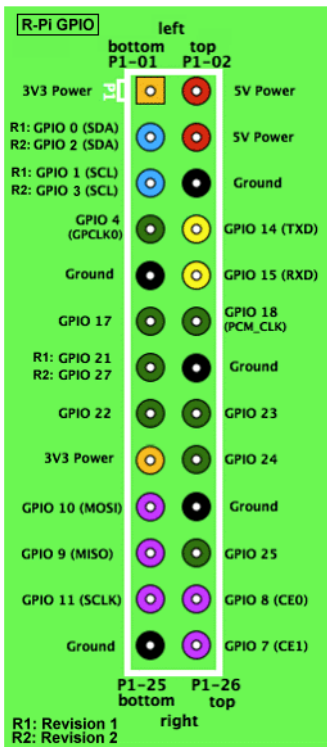 R-Pi GPIO
left
bottom top
P1-01 P1-02
3V3 Power P1 5V Power
R1: GPIO 0 (SDA)
R2: GPIO 2 (SDA) 5V Power
R1: GPIO 1 (SCL)
R2: GPIO 3 (SCL) Ground
GPIO 4
(GPCLK0) GPIO 14 (TXD)
Ground GPIO 15 (RXD)
GPIO 17 GPIO 18
(PCM_CLK)
R1: GPIO 21
R2: GPIO 27 Ground
GPIO 22 GPIO 23
3V3 Power GPIO 24
GPIO 10 (MOSI) Ground
GPIO 9 (MISO) GPIO 25
GPIO 11 (SCLK) GPIO 8 (CE0)
Ground GPIO 7 (CE1)
P1-25 P1-26
bottom top
right
R1: Revision 1
R2: Revision 2